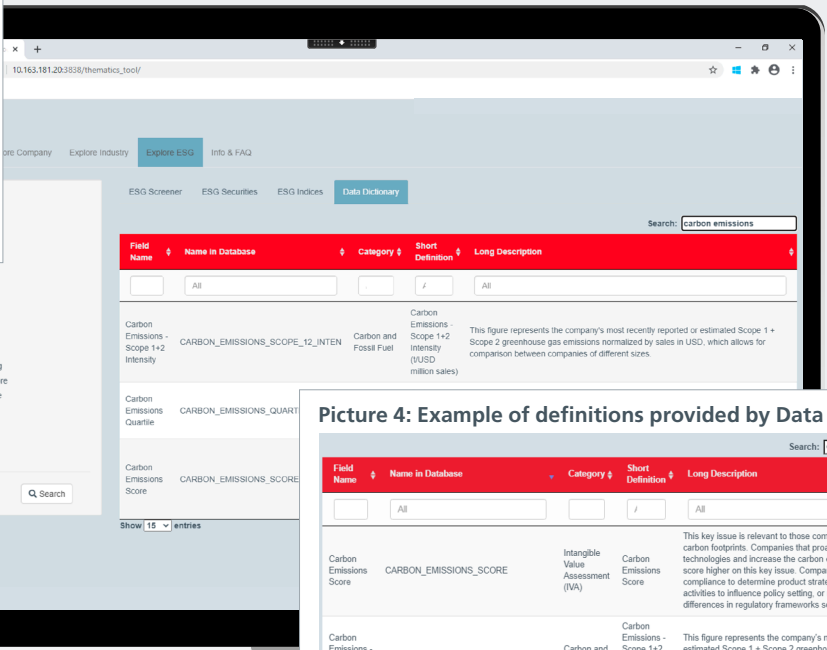 10.163.181.20:3838/thematics_tool/
ore Company Explore Industry Explore ESG Info & FAQ
ESG Screener ESG Securities ESG Indices Data Dictionary
Search: carbon emissions
Field Name Name in Database Category Short Definition Long Description
All All
Carbon Emissions - Scope 1+2 Intensity
CARBON_EMISSIONS_SCOPE_12_INTEN
Carbon and Fossil Fuel
Carbon Emissions - Scope 1+2 Intensity (t/USD million sales)
This figure represents the company's most recently reported or estimated Scope 1 +
Scope 2 greenhouse gas emissions normalized by sales in USD, which allows for
comparison between companies of different sizes.
Carbon Emissions Quartile
CARBON_EMISSIONS_QUART
Carbon Emissions Score
CARBON_EMISSIONS_SCORE
Search
Show 15 entries
Picture 4: Example of definitions provided by Data
Search:
Field Name Name in Database Category Short Definition Long Description
All All
Carbon Emissions Score
CARBON_EMISSIONS_SCORE
Intangible Value Assessment (IVA)
Carbon Emissions Score
This key issue is relevant to those com
carbon footprints. Companies that proa
technologies and increase the carbon
score higher on this key issue. Compa
compliance to determine product strate
activities to influence policy setting, or
differences in regulatory frameworks s
Carbon
Emissions -
Carbon and
Carbon
Emissions -
Scope 1+2
This figure represents the company's
estimated Scope 1 + Scope 2 greenho